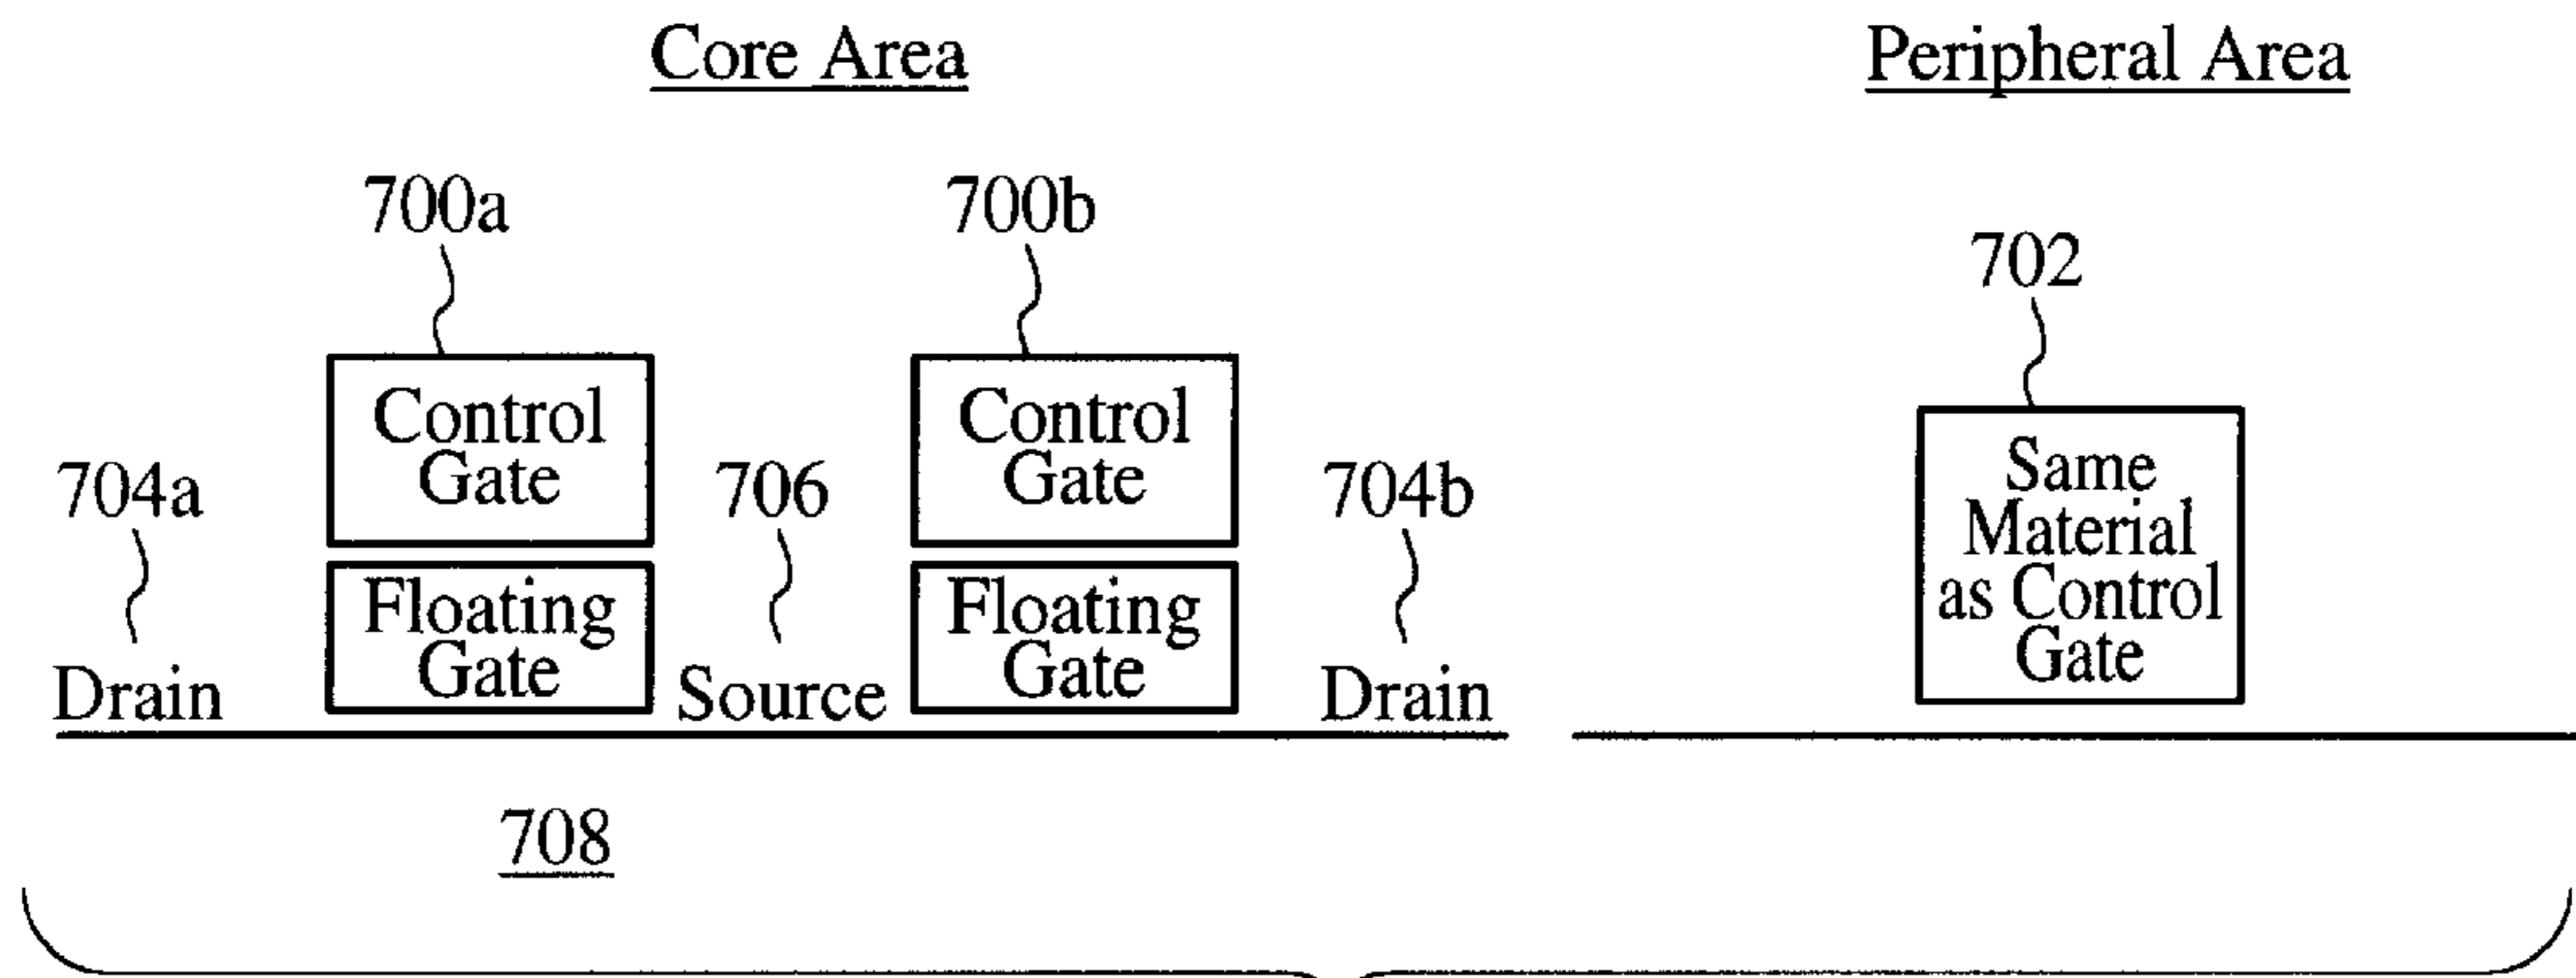 Core Area
Peripheral Area
700a
700b
702
Control
Gate
Control
Gate
Same
Material
as Control
Gate
704a
706
704b
Floating
Gate
Floating
Gate
Drain
Source
Drain
708